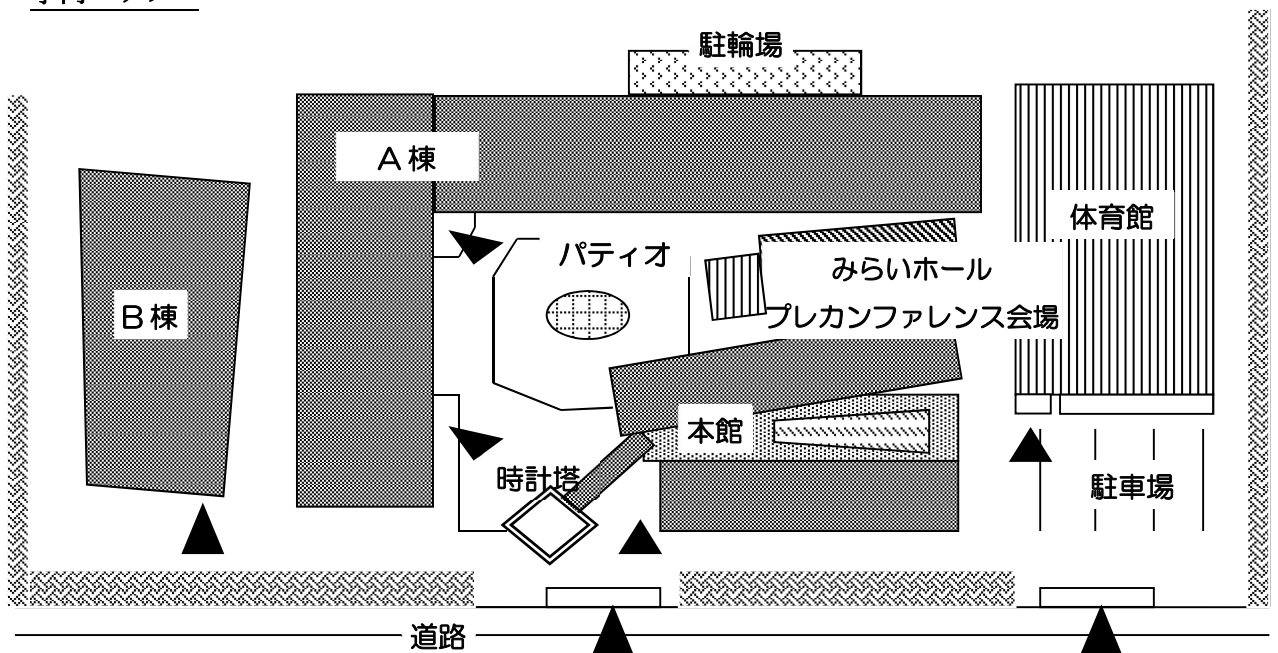 駐輪場
A棟
体育館
パティオ
みらいホール
プレカンファレンス会場
B棟
本館
時計塔
駐車場
道路